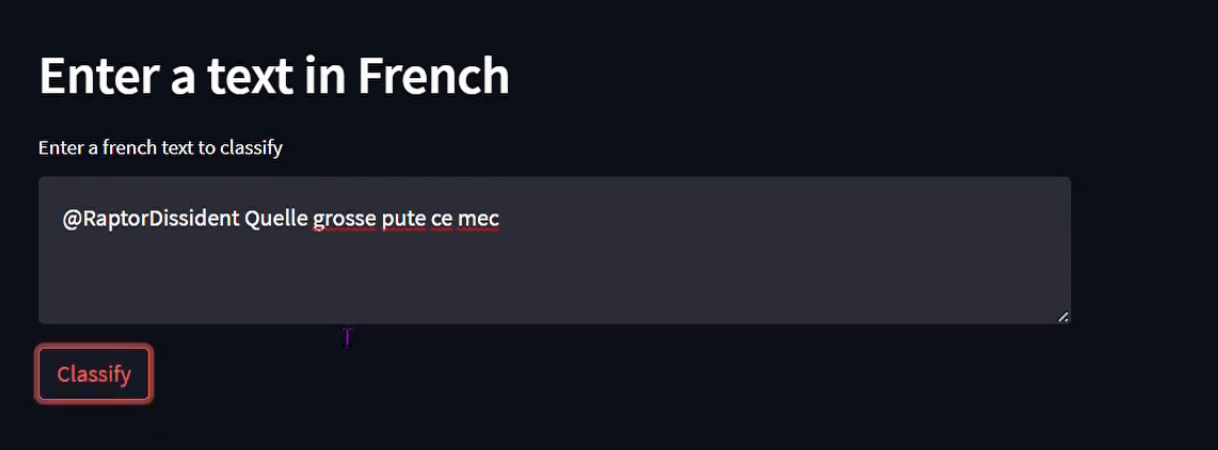 Enter a text in French
Enter a french text to classify
@RaptorDissident Quelle grosse pute ce mec
Classify